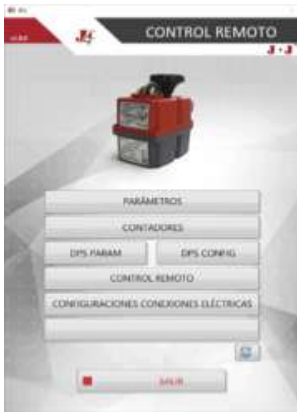 CONTROL REMOTO
J+J
PARÁMETROS
CONTADORES
DPS PARAM
DPS CONFIG
CONTROL REMOTO
CONFIGURACIONES CONEXIONES ELÉCTRICAS
SALIR